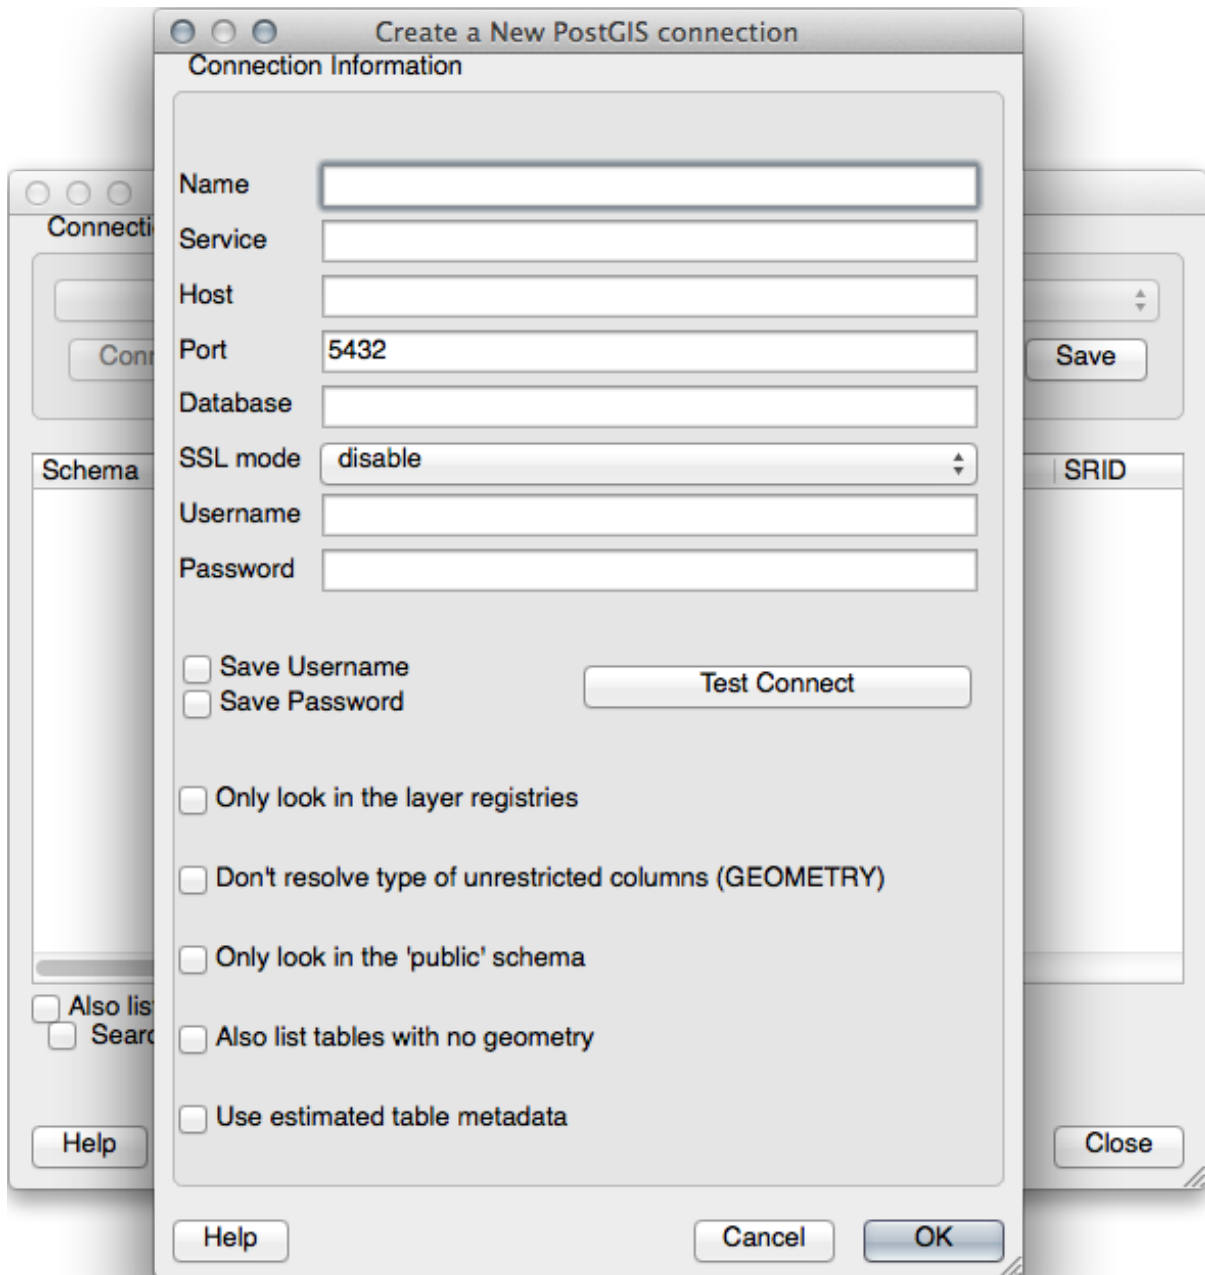 Create a New PostGIS connection
Connection Information
Name
Service
Host
Port 5432
Database
SSL mode disable
Username
Password
Save Username
Save Password
Test Connect
Only look in the layer registries
Don't resolve type of unrestricted columns (GEOMETRY)
Only look in the 'public' schema
Also list tables with no geometry
Use estimated table metadata
Help Cancel OK
Save
Schema SRID
Also
Help Close